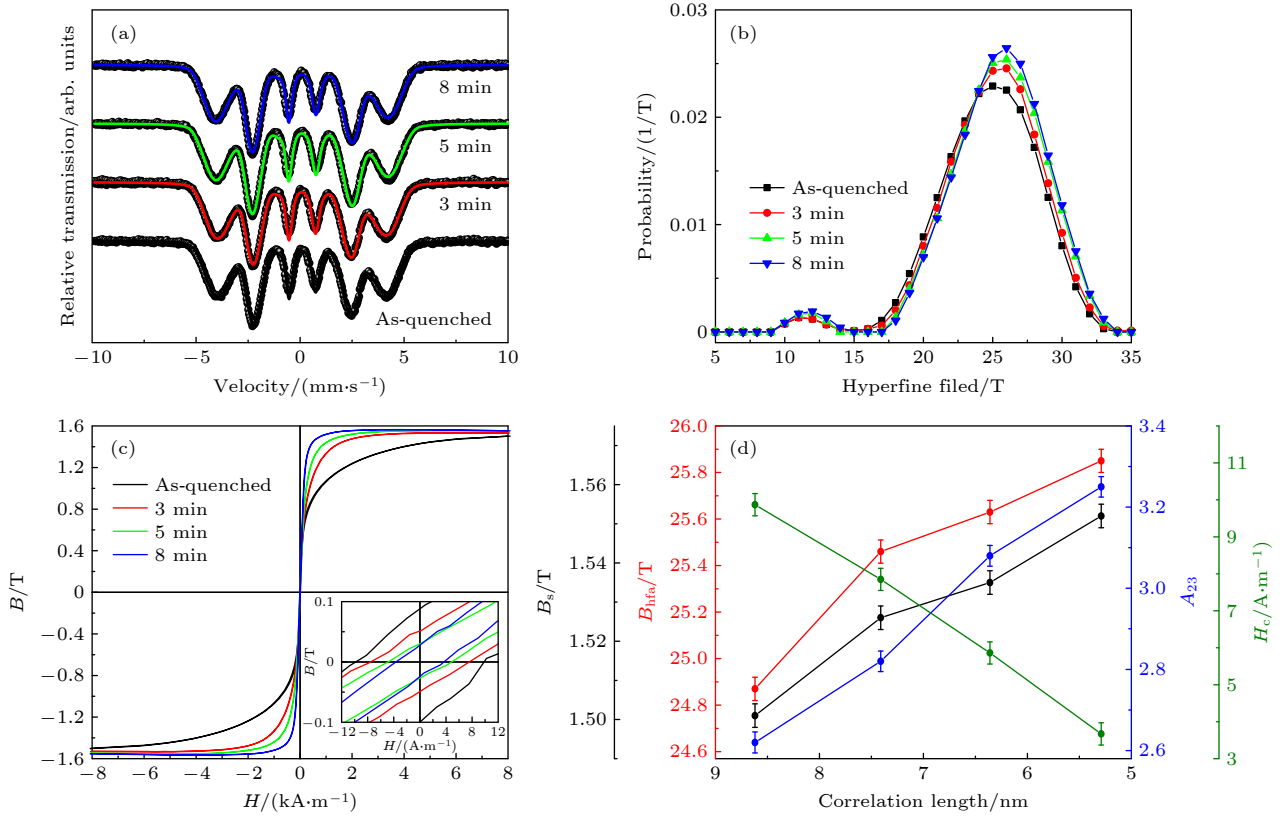 (a)
Relative transmission/arb. units
8 min
5 min
3 min
As-quenched
−10
−5
0
5
10
Velocity/(mm·s⁻¹)
(b)
Probability/(1/T)
0.03
0.02
0.01
0
As-quenched
3 min
5 min
8 min
5
10
15
20
25
30
35
Hyperfine filed/T
(c)
B/T
1.6
1.2
0.8
0.4
0
−0.4
−0.8
−1.2
−1.6
As-quenched
3 min
5 min
8 min
−8
−6
−4
−2
0
2
4
6
8
H/(kA·m⁻¹)
B/T
0.1
0
−0.1
−12
−8
−4
0
4
8
12
H/(A·m⁻¹)
(d)
Bₛ/T
1.56
1.54
1.52
1.50
B_hfa/T
26.0
25.8
25.6
25.4
25.2
25.0
24.8
24.6
A₂₃
3.4
3.2
3.0
2.8
2.6
H_c/A·m⁻¹)
11
9
7
5
3
9
8
7
6
5
Correlation length/nm